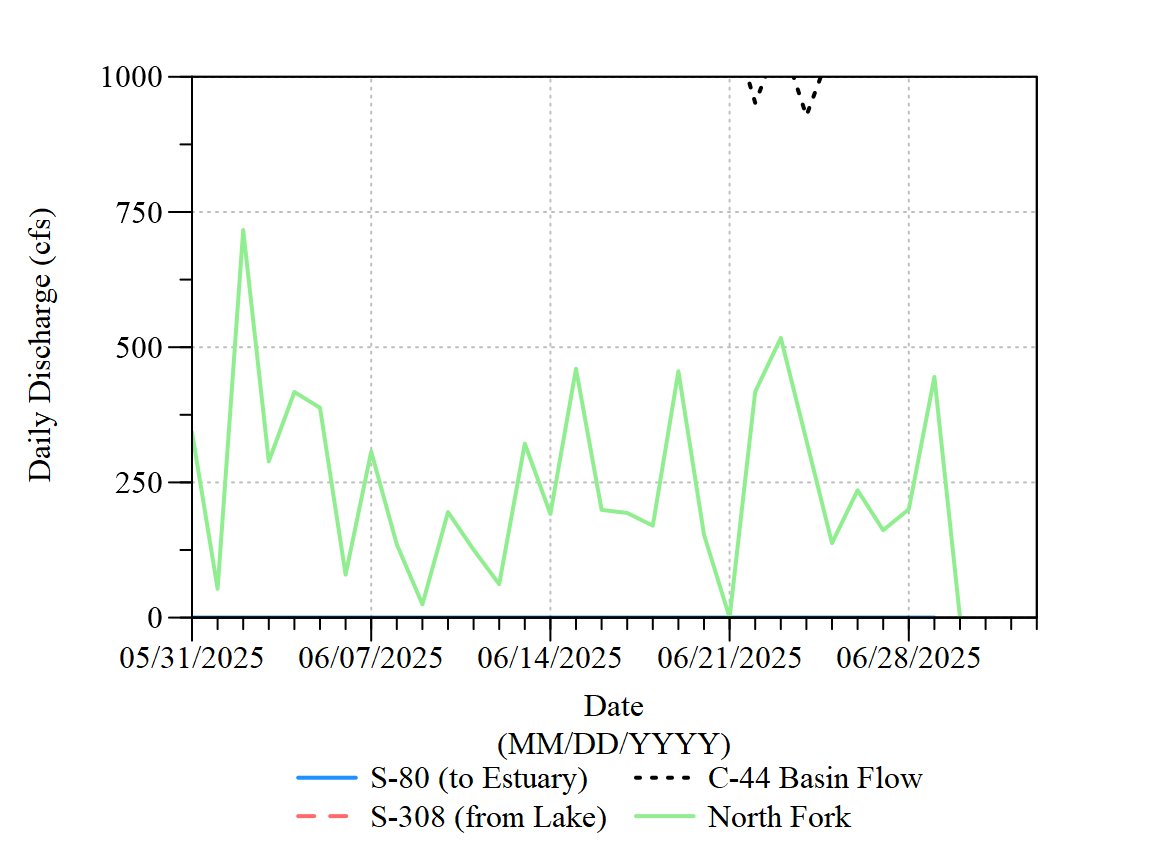 1000
750
500
250
0
Daily Discharge (cfs)
05/31/2025 06/07/2025 06/14/2025 06/21/2025 06/28/2025
Date
(MM/DD/YYYY)
S-80 (to Estuary) C-44 Basin Flow
S-308 (from Lake) North Fork